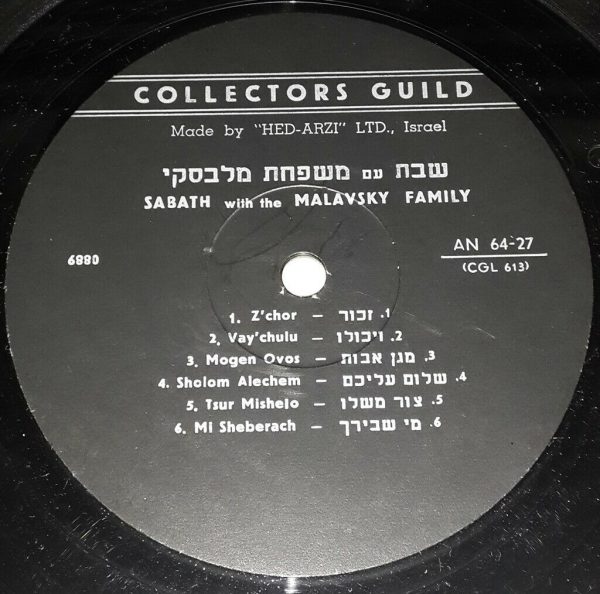 COLLECTORS GUILD
Made by "HED-ARZI" LTD., Israel
שבת עם משפחת מלבסקי
SABATH with the MALAVSKY FAMILY
6880
AN 64-27
(CGL 613)
1. Z'chor – זכור .1
2. Vay'chulu – ויכולו .2
3. Mogen Ovos – מגן אבות .3
4. Sholom Alechem – שלום עליכם .4
5. Tsur Mishelo – צור משלו .5
6. Mi Sheberach – מי שבירך .6